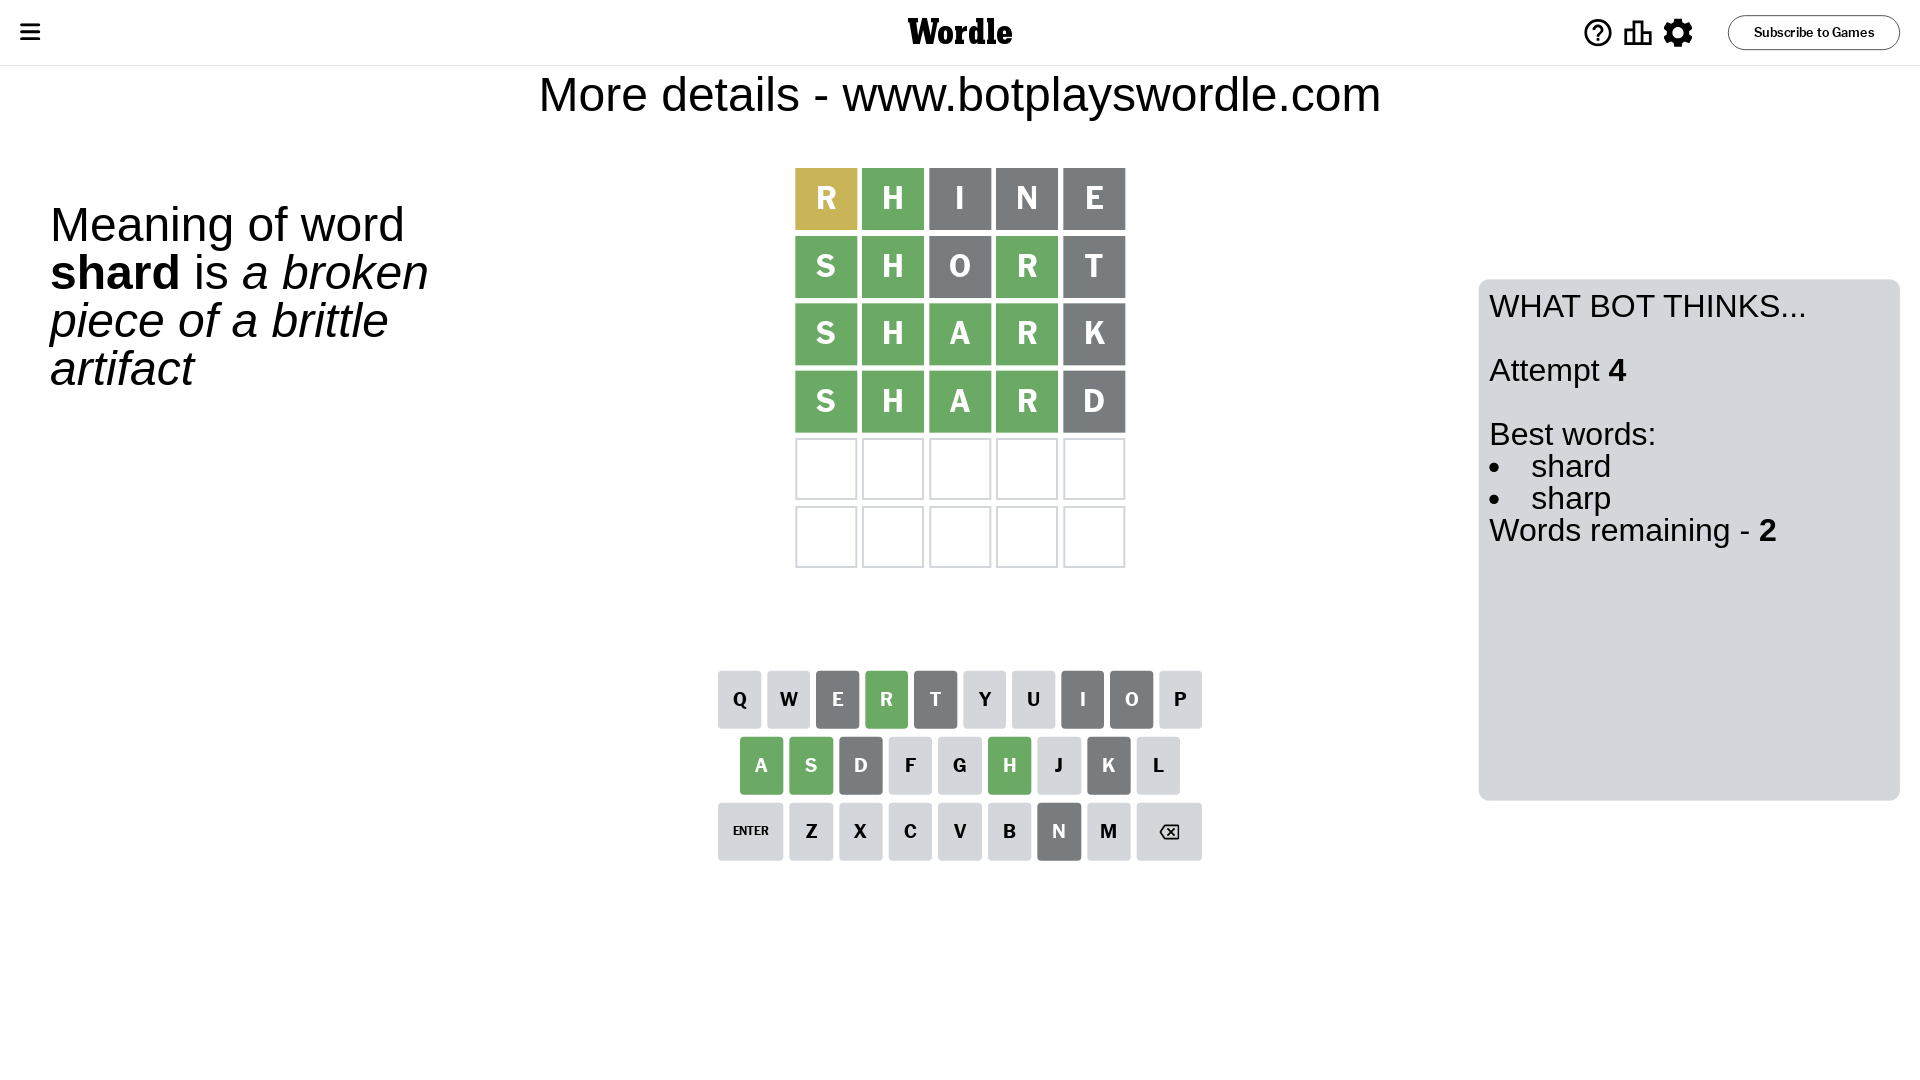 Wordle
Subscribe to Games
More details - www.botplayswordle.com
Meaning of word
shard is a broken
piece of a brittle
artifact
R H I N E
S H O R T
S H A R K
S H A R D
WHAT BOT THINKS...
Attempt 4
Best words:
• shard
• sharp
Words remaining - 2
Q W E R T Y U I O P
A S D F G H J K L
ENTER Z X C V B N M